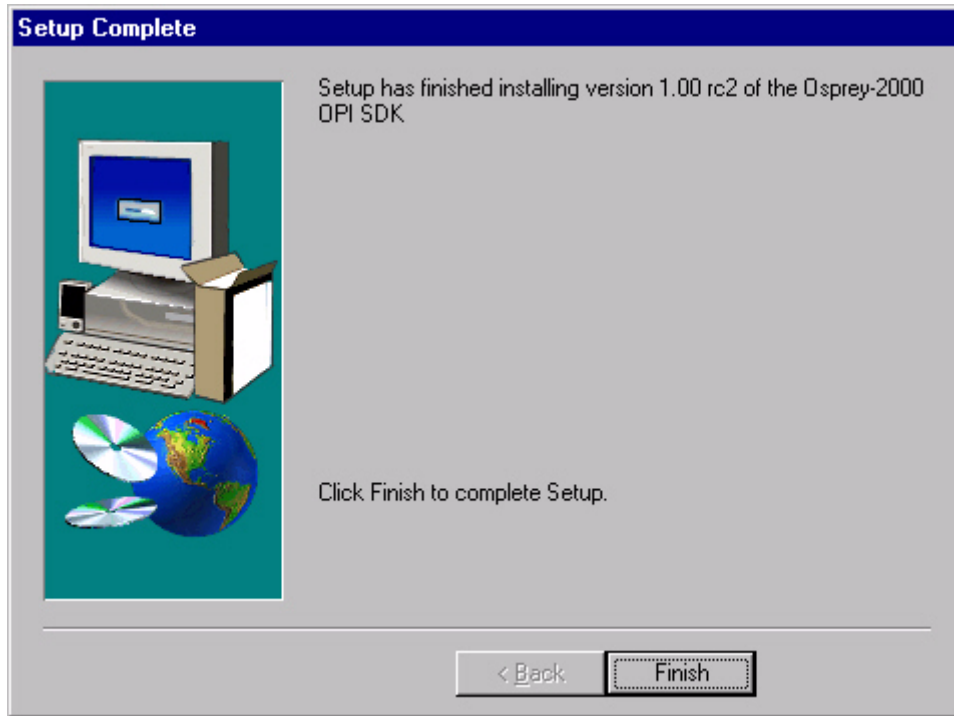 Setup Complete
Setup has finished installing version 1.00 rc2 of the Osprey-2000
OPI SDK
Click Finish to complete Setup.
< Back
Finish